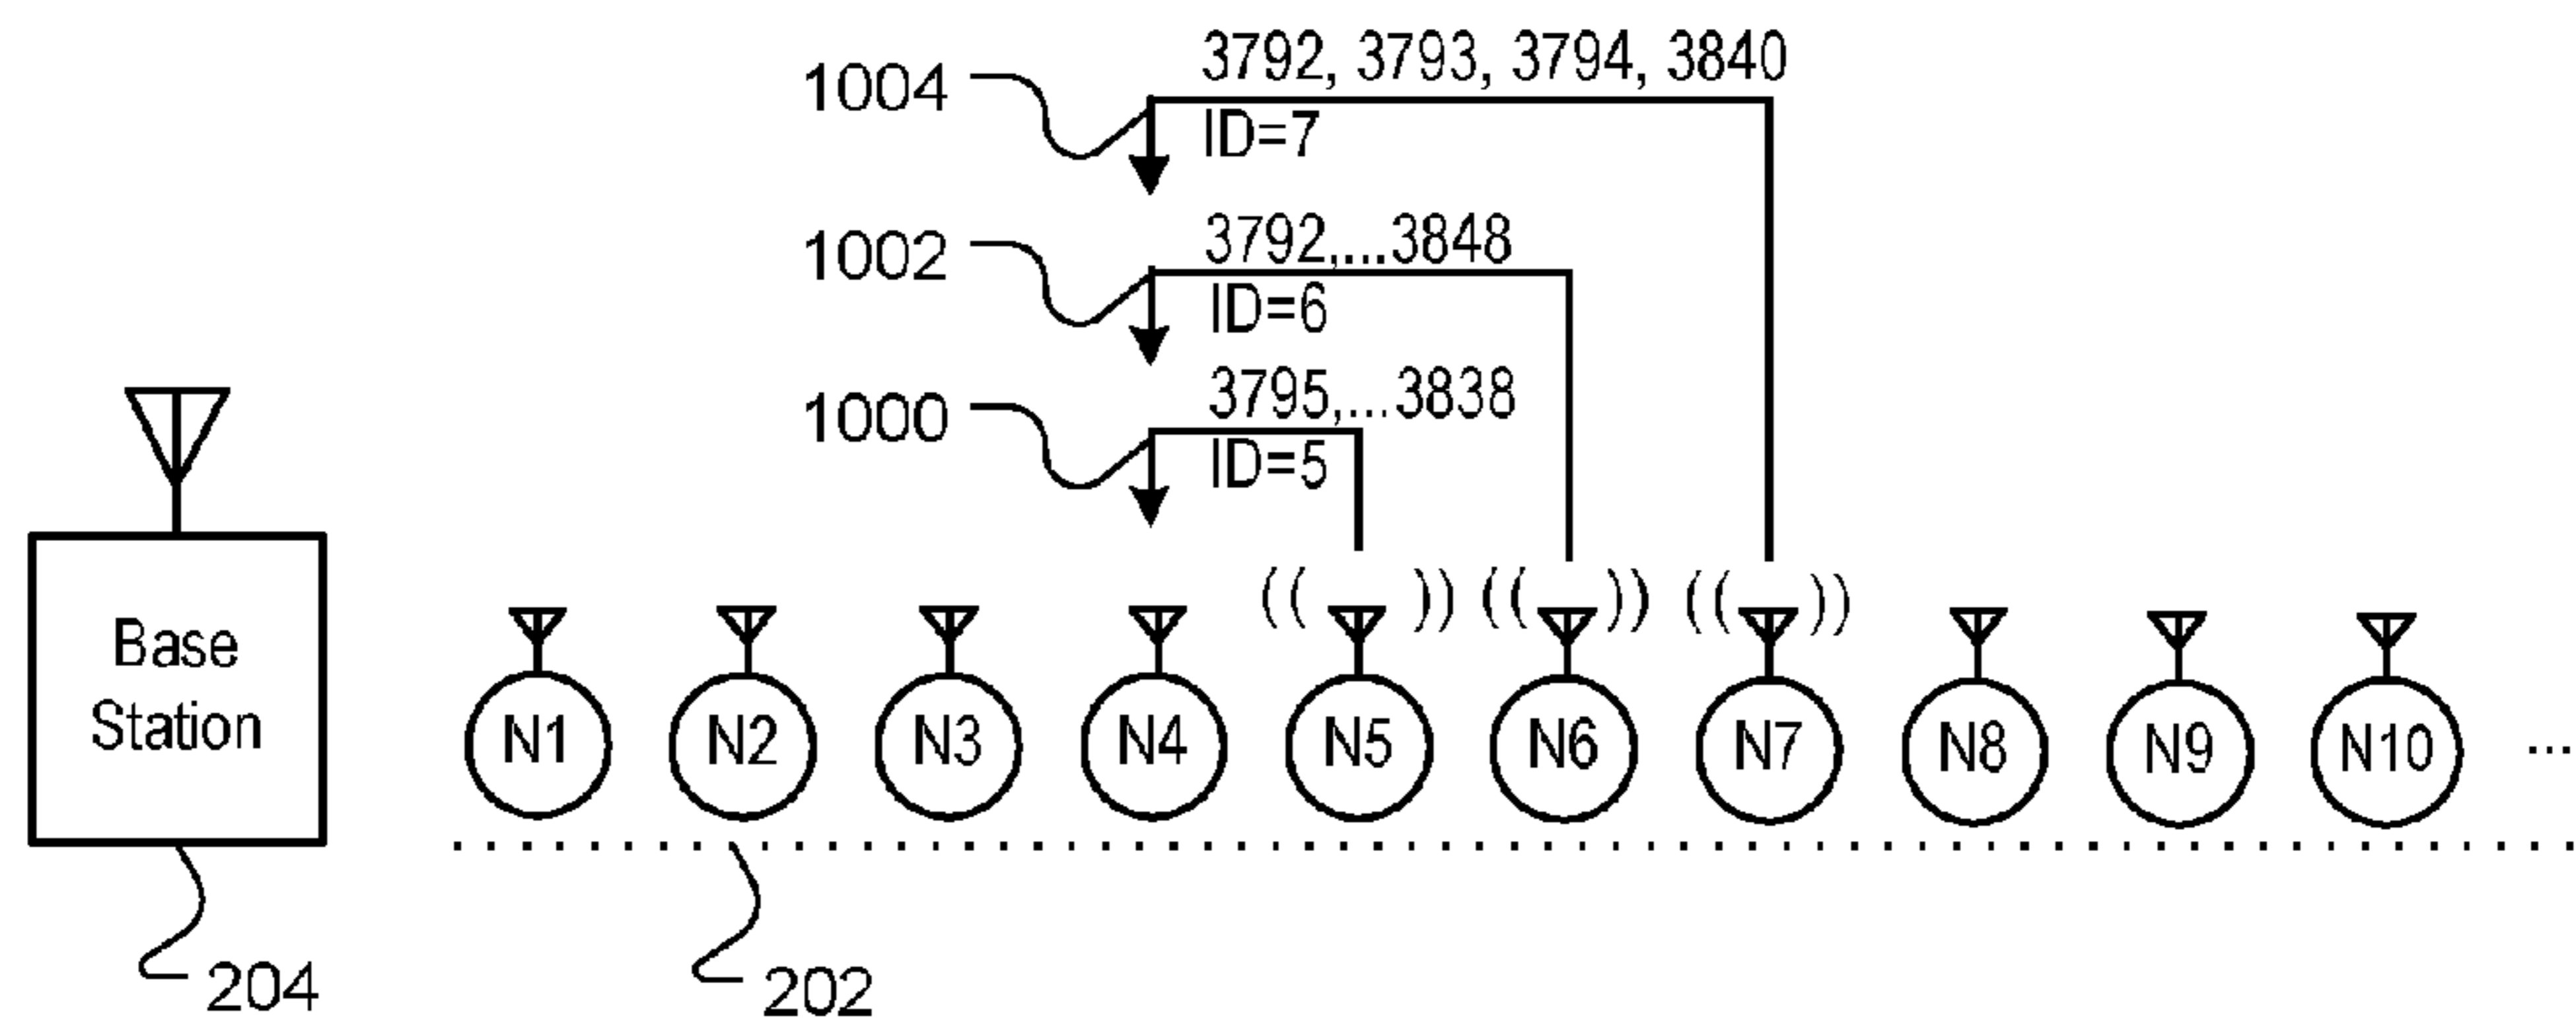 3792, 3793, 3794, 3840
1004
ID=7
3792,...3848
1002
ID=6
3795,...3838
1000
ID=5
(( )) (( )) (( ))
Base
Station
N1 N2 N3 N4 N5 N6 N7 N8 N9 N10 ...
204
202